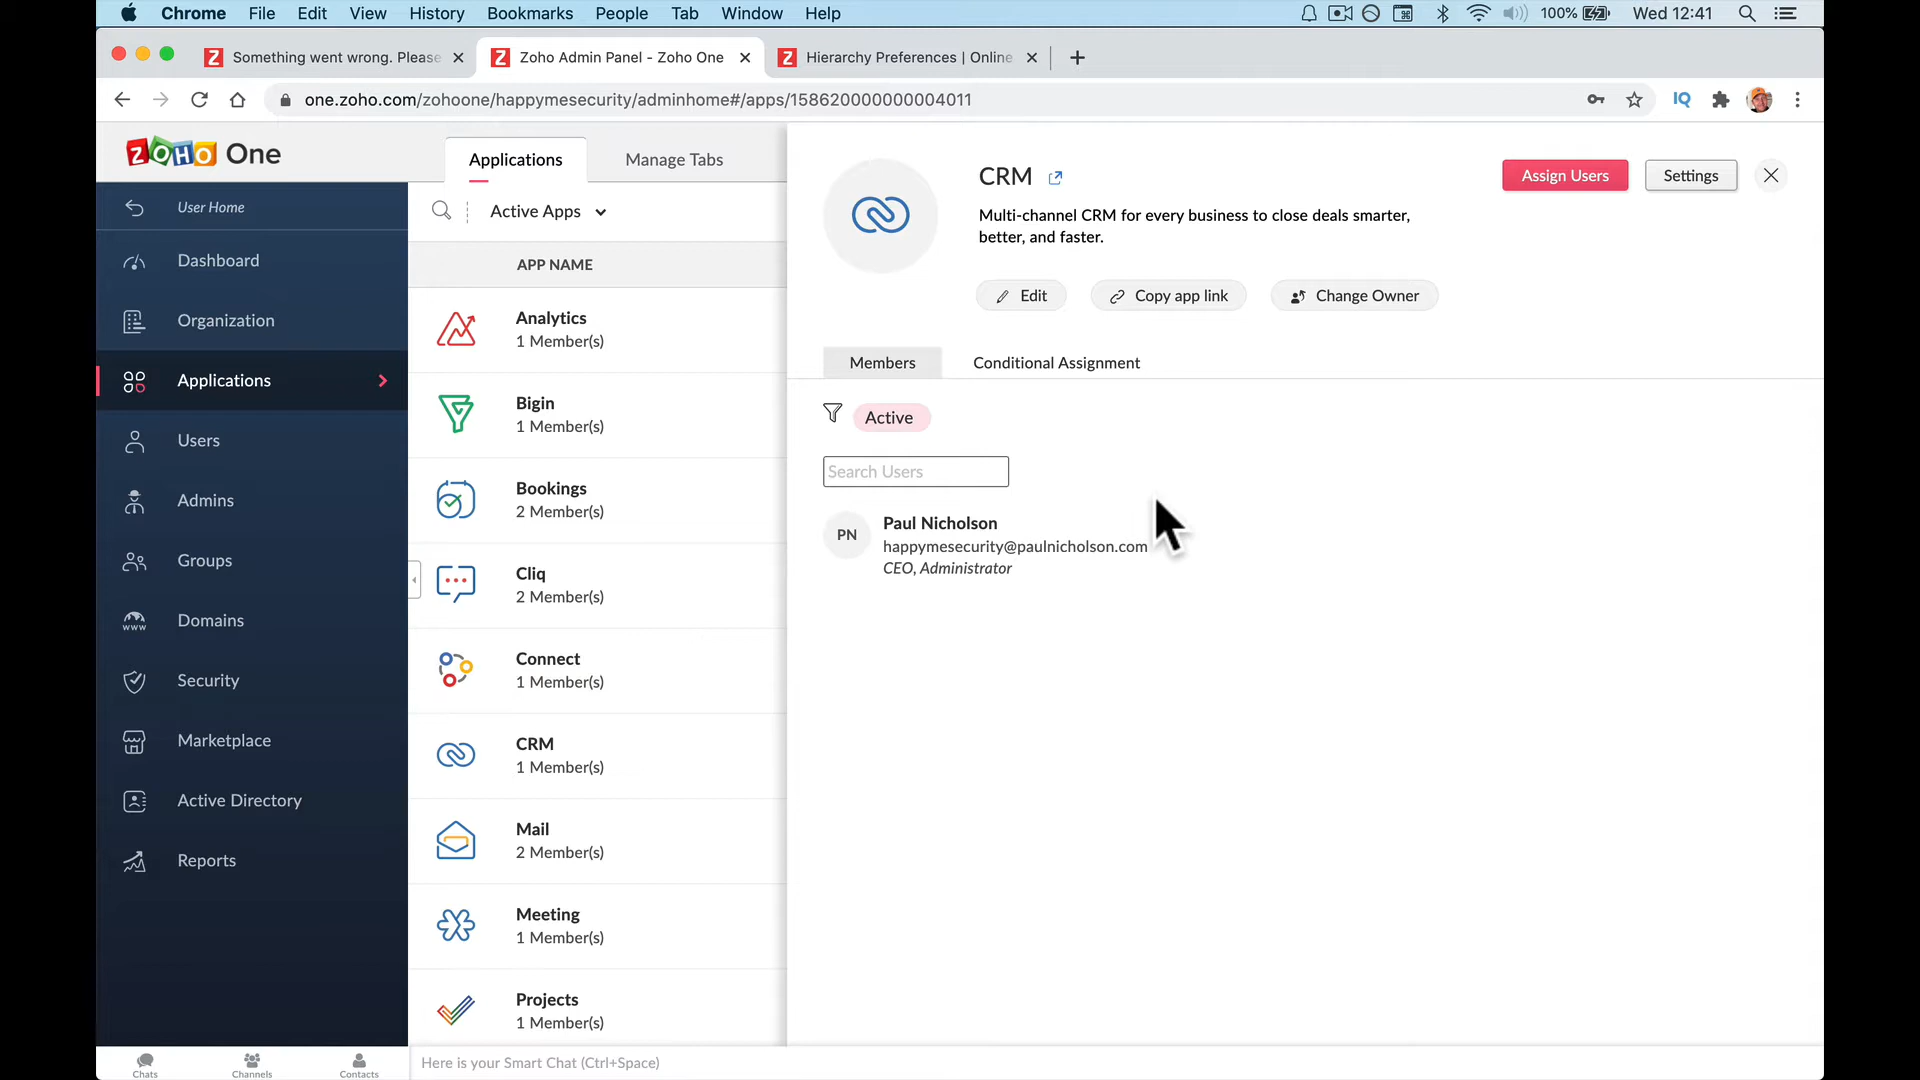 Chrome File Edit View History Bookmarks People Tab Window Help 100% Wed 12:41
Something went wrong. Please
Zoho Admin Panel - Zoho One
Hierarchy Preferences | Online
one.zoho.com/zohoone/happymesecurity/adminhome#/apps/158620000000004011
IQ
ZOHO One
User Home
Dashboard
Organization
Applications
Users
Admins
Groups
Domains
Security
Marketplace
Active Directory
Reports
Chats
Channels
Contacts
Applications
Manage Tabs
Active Apps
APP NAME
Analytics
1 Member(s)
Bigin
1 Member(s)
Bookings
2 Member(s)
Cliq
2 Member(s)
Connect
1 Member(s)
CRM
1 Member(s)
Mail
2 Member(s)
Meeting
1 Member(s)
Projects
1 Member(s)
Here is your Smart Chat (Ctrl+Space)
CRM
Assign Users
Settings
Multi-channel CRM for every business to close deals smarter,
better, and faster.
Edit
Copy app link
Change Owner
Members
Conditional Assignment
Active
Search Users
PN
Paul Nicholson
happymesecurity@paulnicholson.com
CEO, Administrator